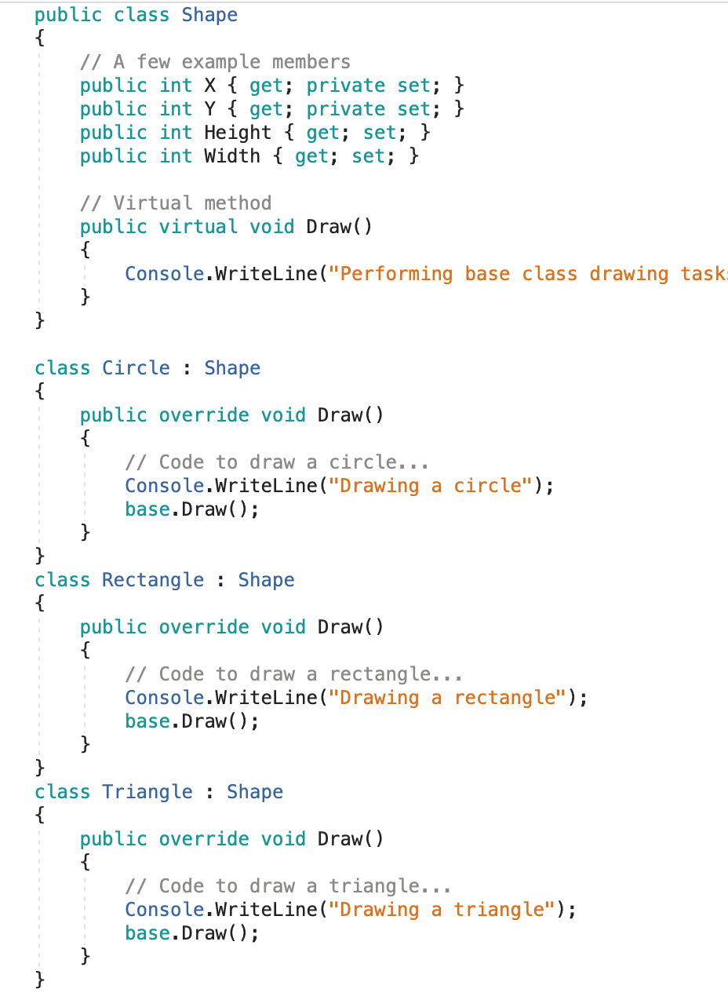 public class Shape
{
    // A few example members
    public int X { get; private set; }
    public int Y { get; private set; }
    public int Height { get; set; }
    public int Width { get; set; }

    // Virtual method
    public virtual void Draw()
    {
        Console.WriteLine("Performing base class drawing task
    }
}

class Circle : Shape
{
    public override void Draw()
    {
        // Code to draw a circle...
        Console.WriteLine("Drawing a circle");
        base.Draw();
    }
}
class Rectangle : Shape
{
    public override void Draw()
    {
        // Code to draw a rectangle...
        Console.WriteLine("Drawing a rectangle");
        base.Draw();
    }
}
class Triangle : Shape
{
    public override void Draw()
    {
        // Code to draw a triangle...
        Console.WriteLine("Drawing a triangle");
        base.Draw();
    }
}